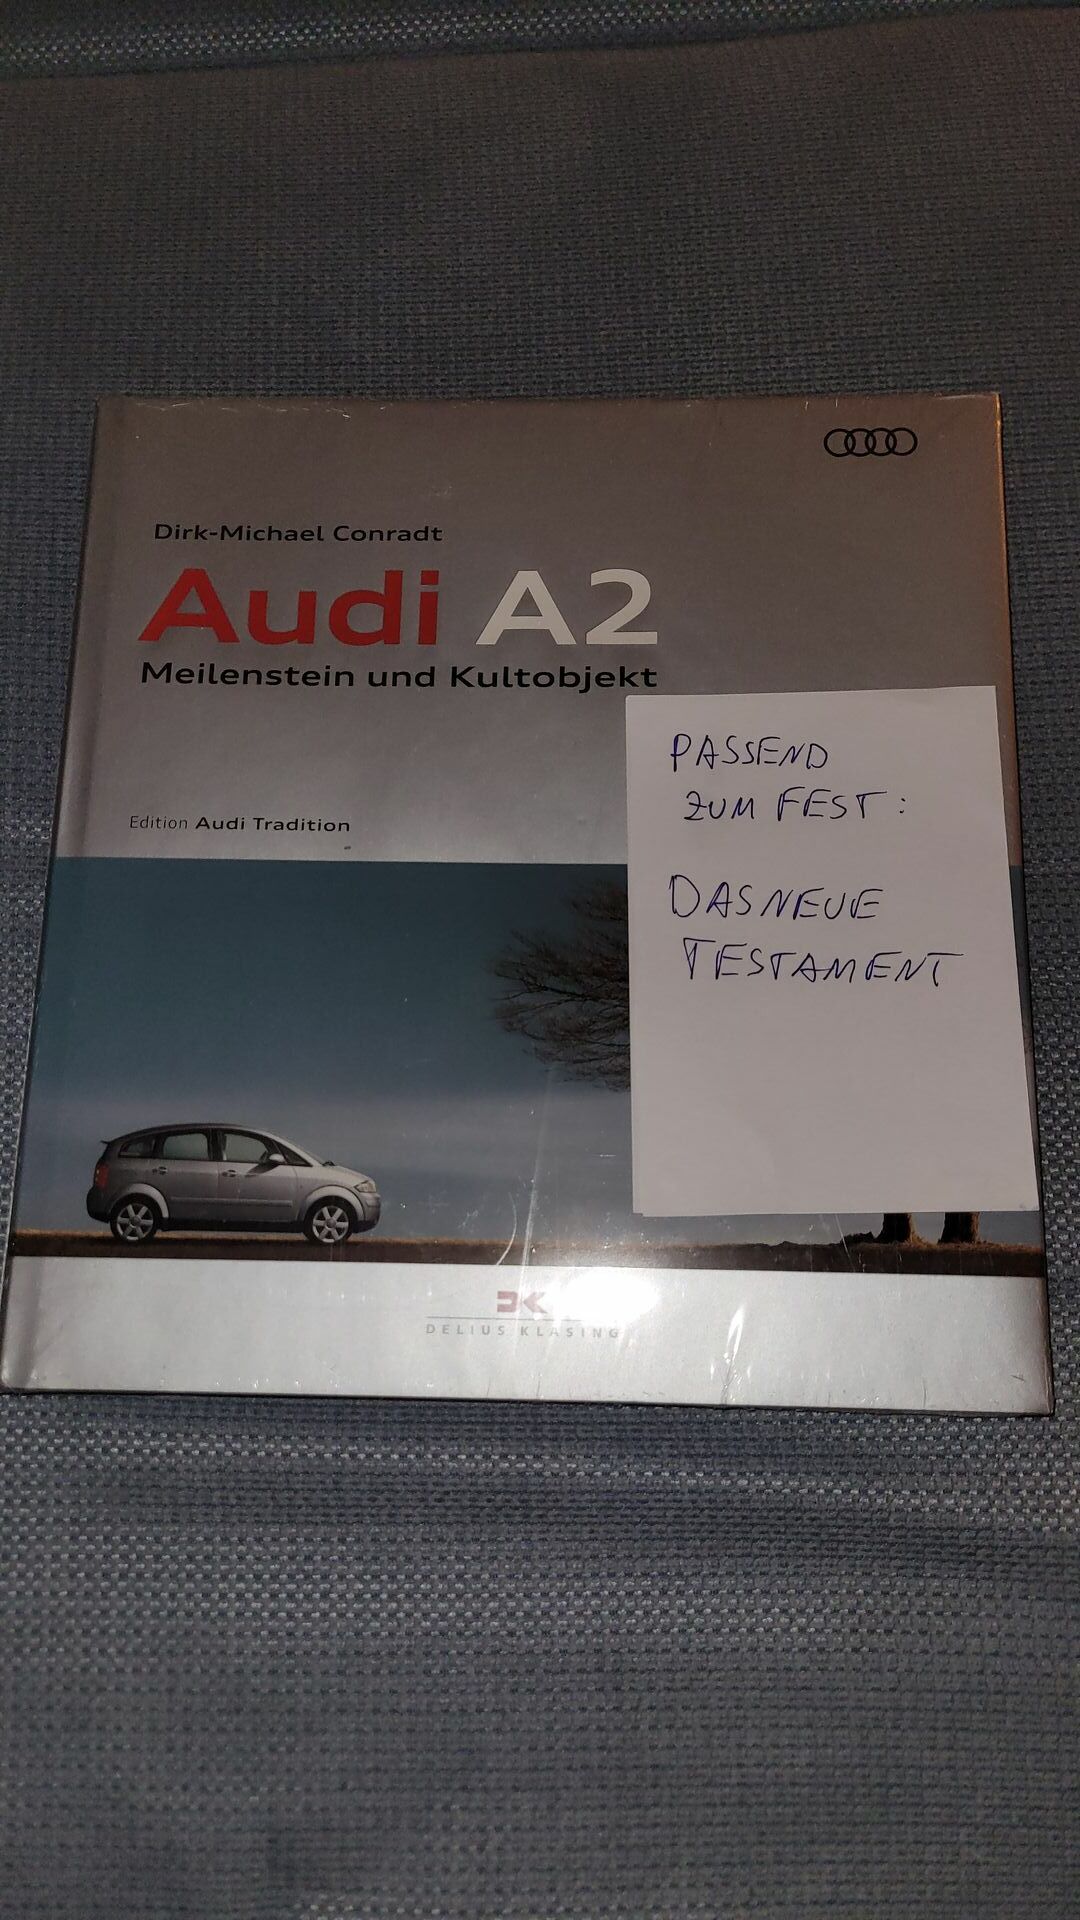 Dirk-Michael Conradt
Audi A2
Meilenstein und Kultobjekt
PASSEND
ZUM FEST:
Edition Audi Tradition
DAS NEUE
TESTAMENT
DELIUS KLASING